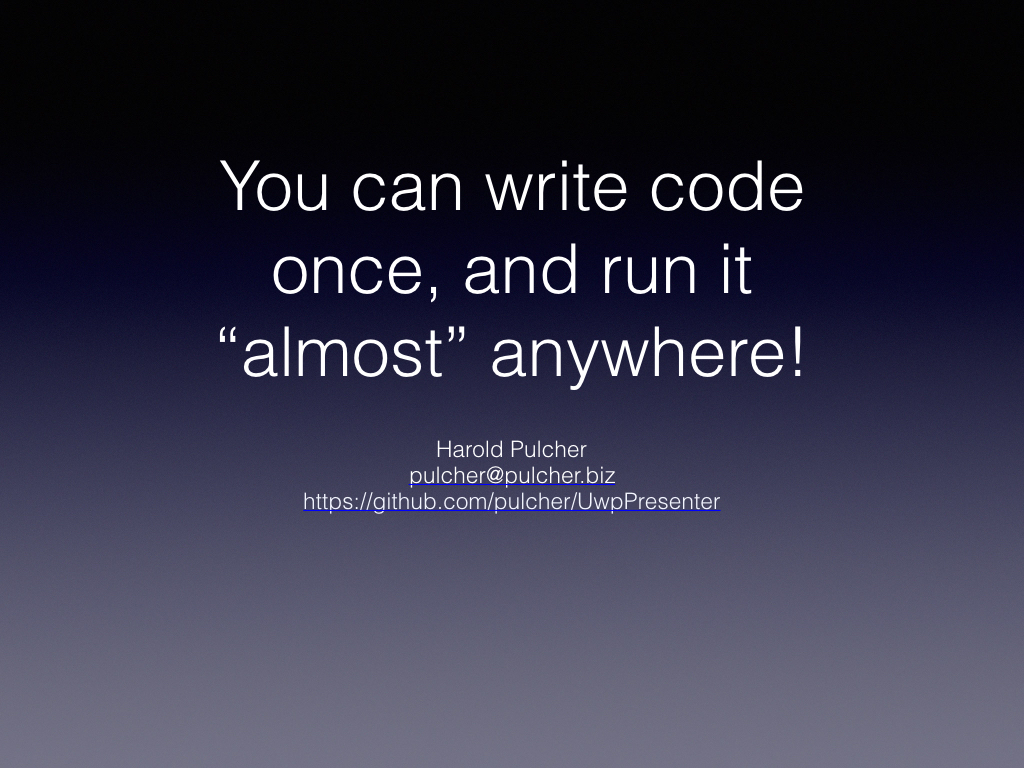 You can write code
once, and run it
“almost” anywhere!
Harold Pulcher
pulcher@pulcher.biz
https://github.com/pulcher/UwpPresenter